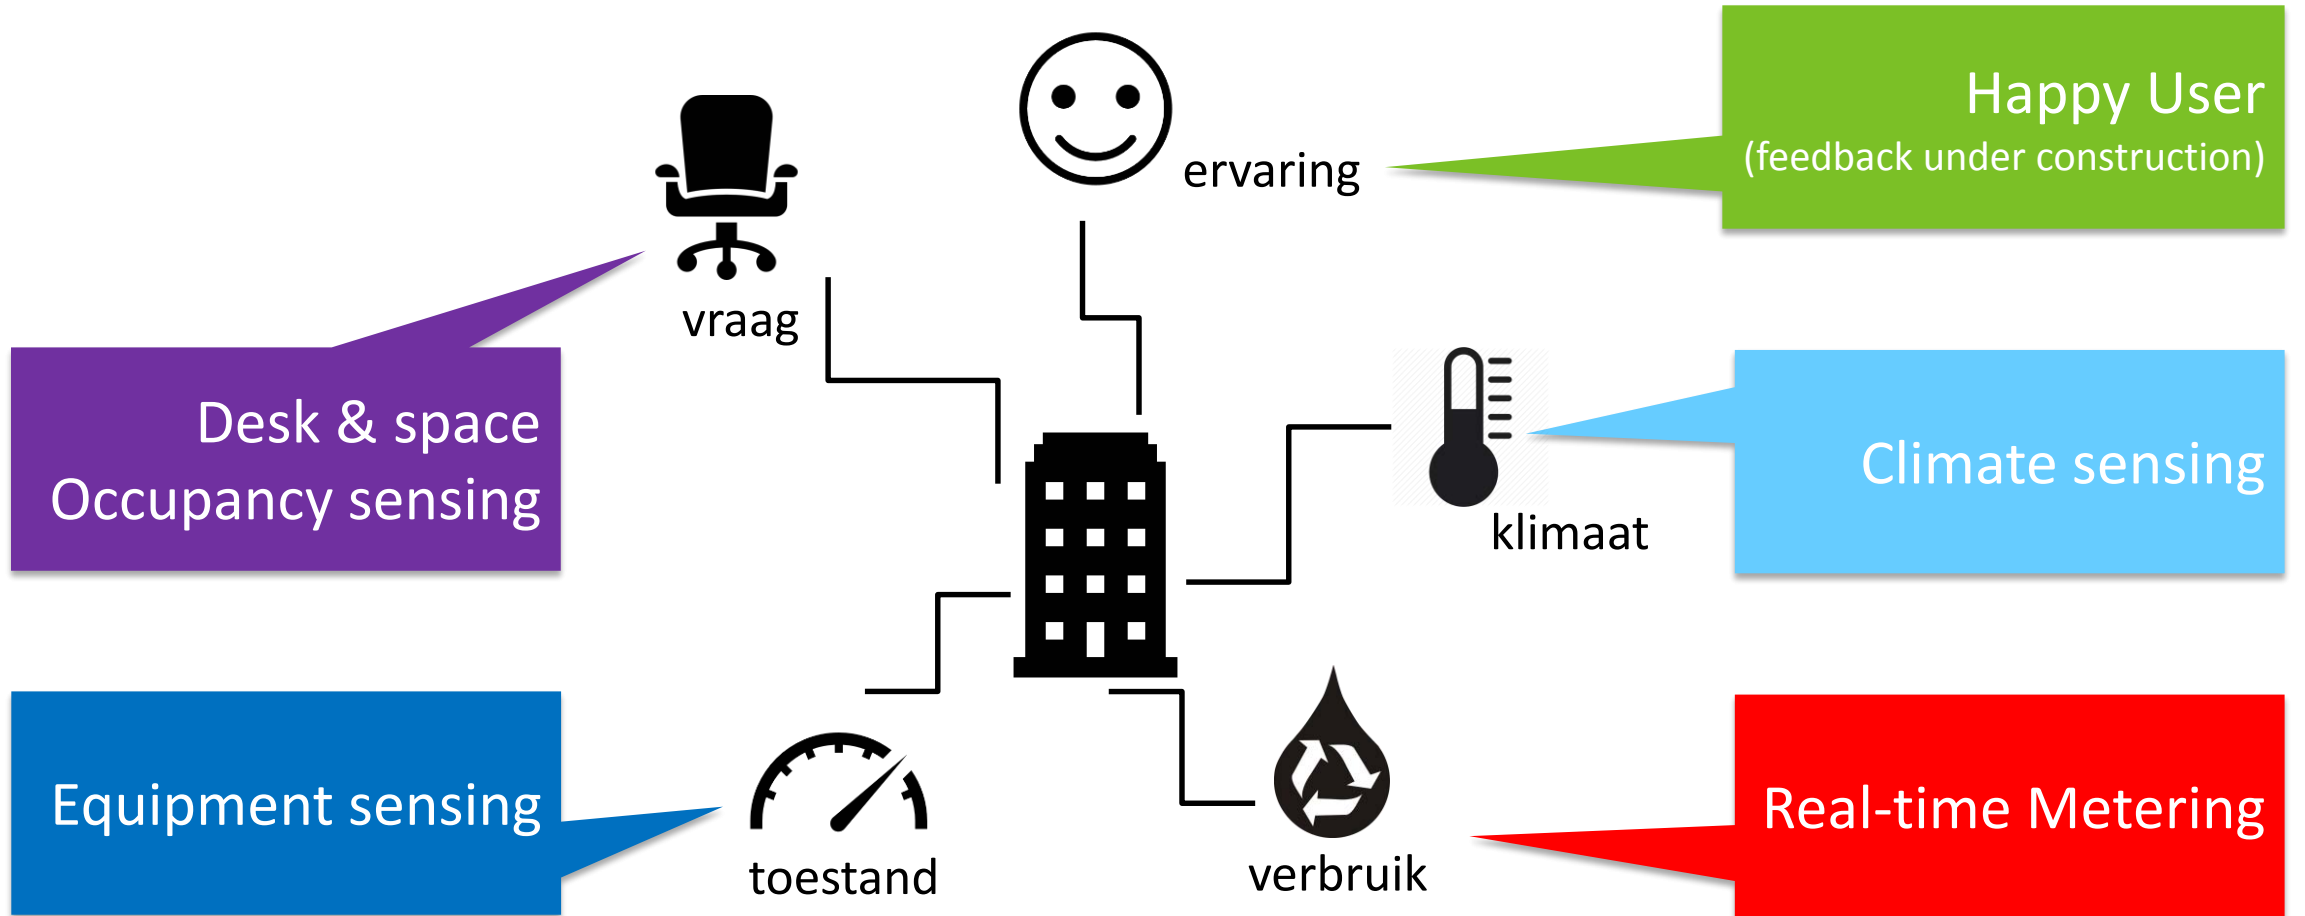 ervaring
Happy User
(feedback under construction)
vraag
Desk & space
Occupancy sensing
klimaat
Climate sensing
Equipment sensing
toestand
verbruik
Real-time Metering